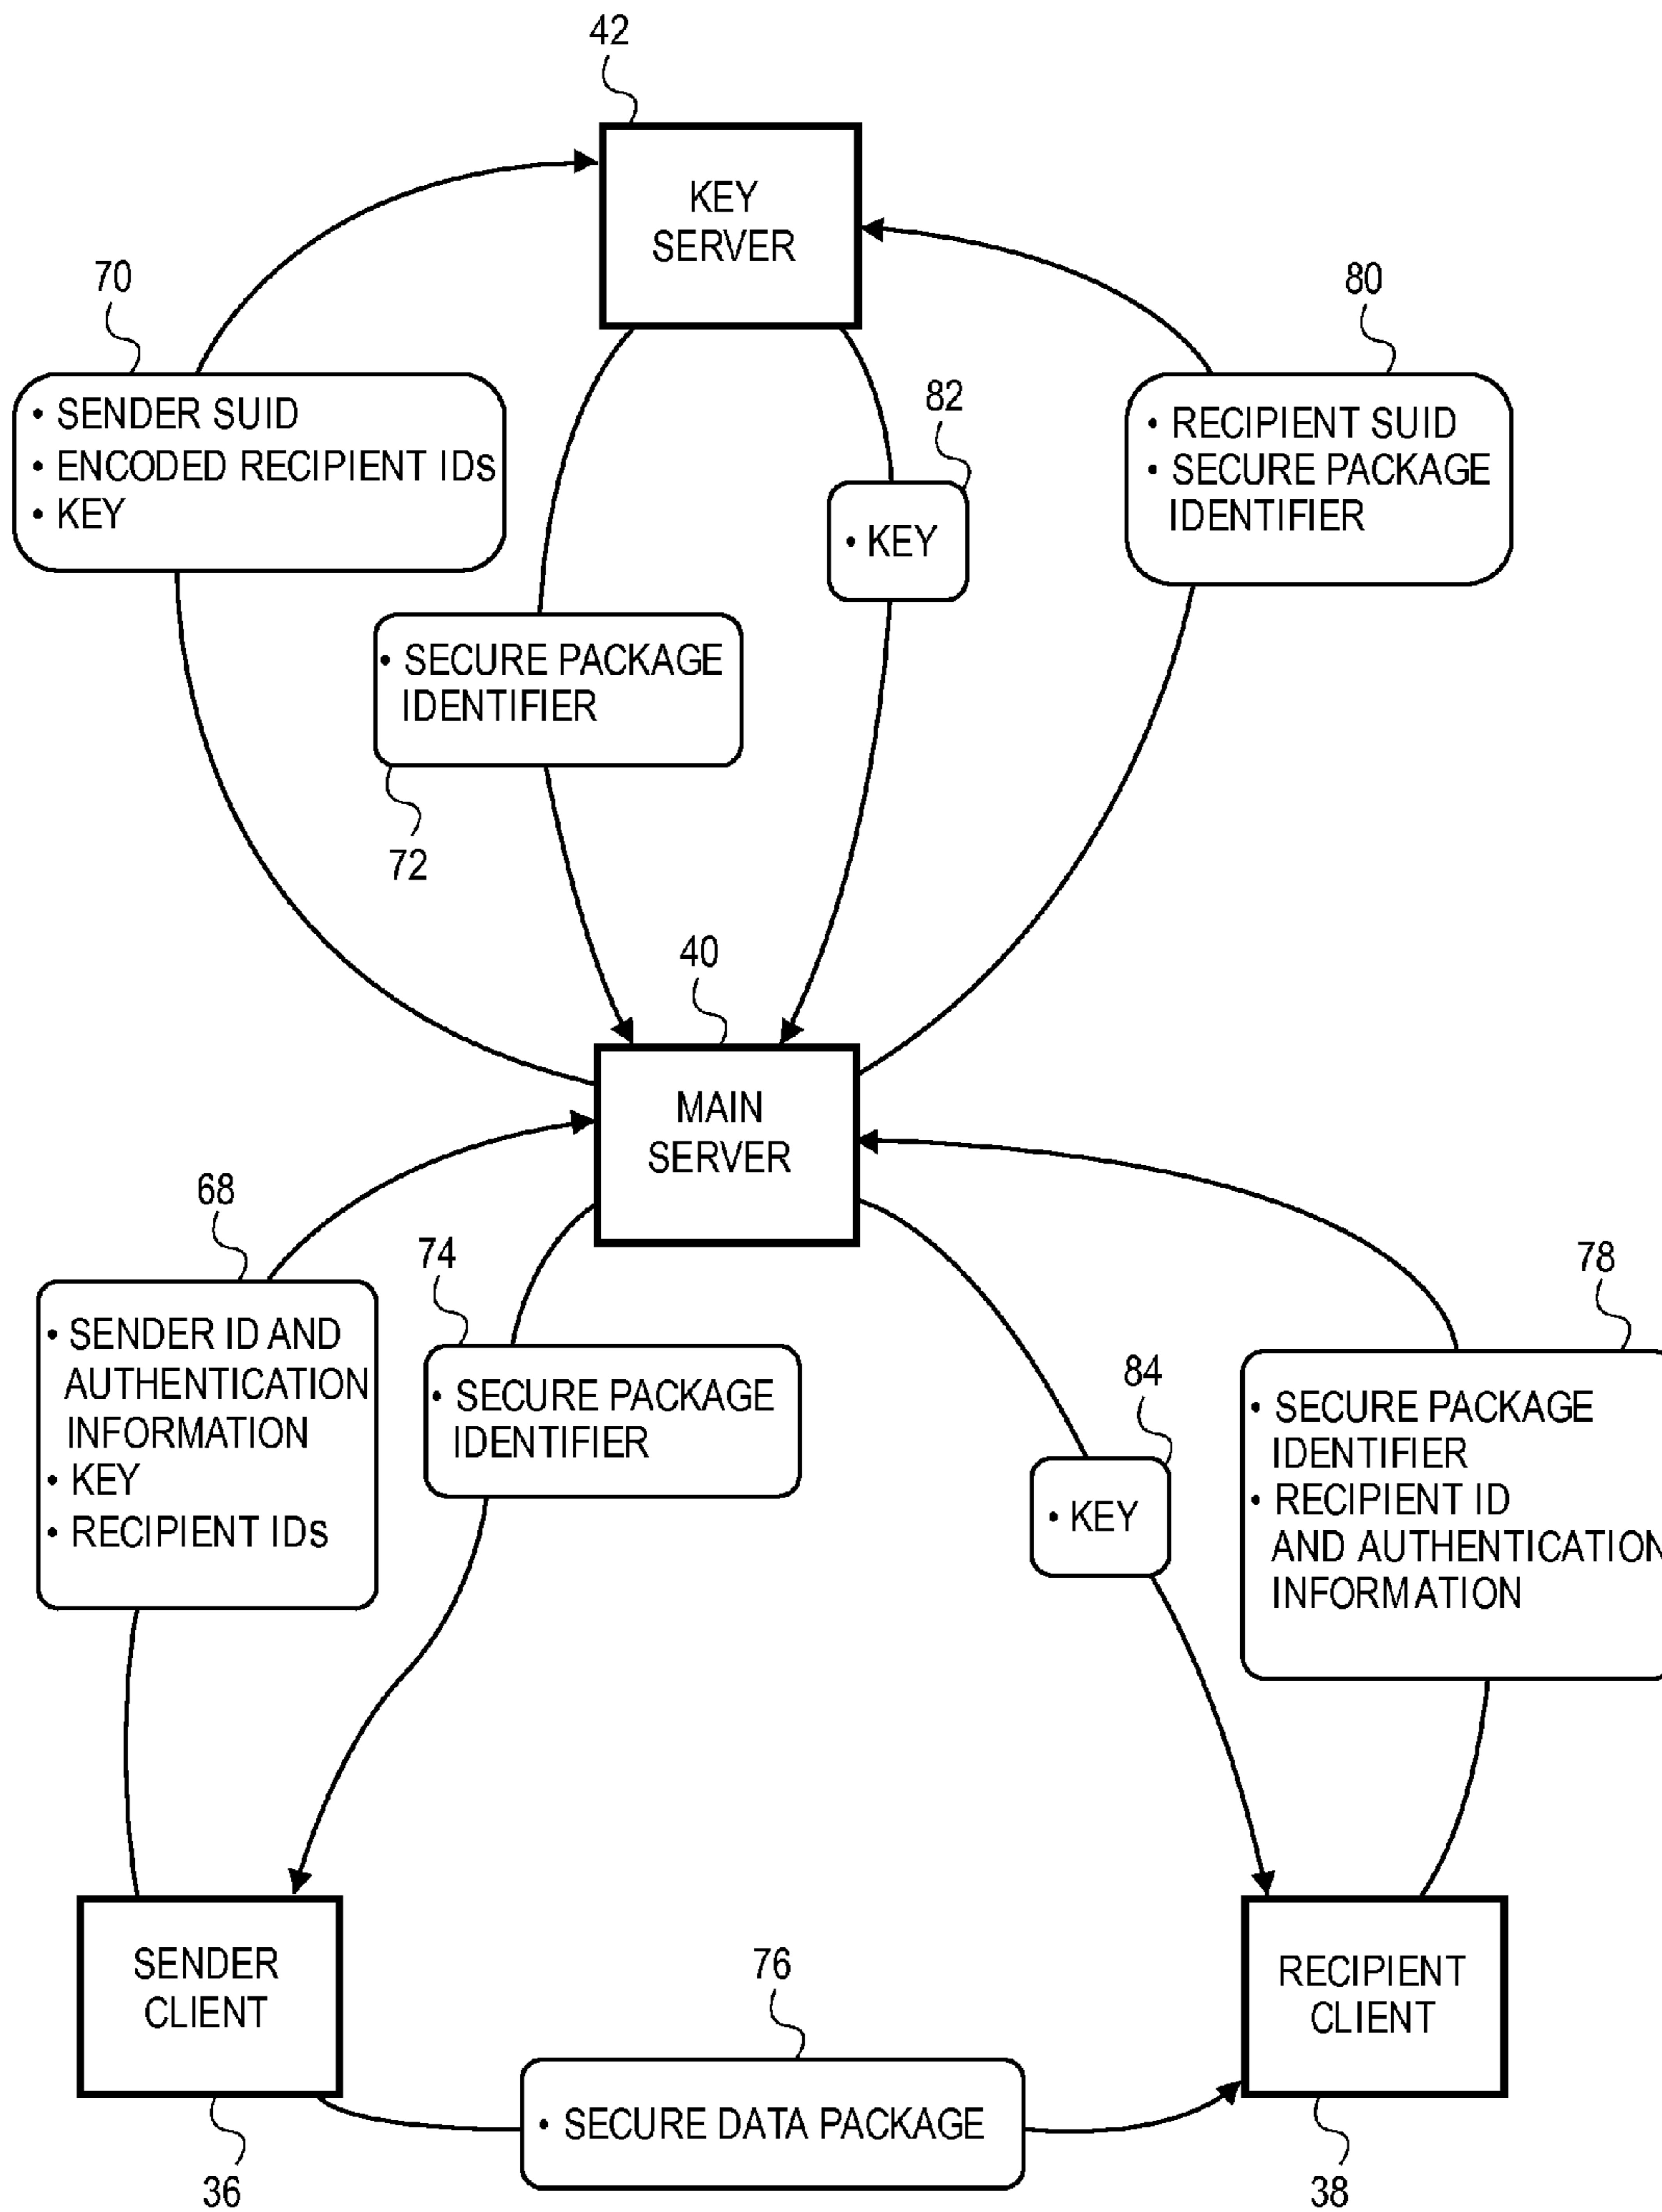 42
KEY
SERVER
70
• SENDER SUID
• ENCODED RECIPIENT IDs
• KEY
80
• RECIPIENT SUID
• SECURE PACKAGE
IDENTIFIER
82
• KEY
• SECURE PACKAGE
IDENTIFIER
72
40
MAIN
SERVER
68
• SENDER ID AND
AUTHENTICATION
INFORMATION
• KEY
• RECIPIENT IDs
74
• SECURE PACKAGE
IDENTIFIER
84
• KEY
78
• SECURE PACKAGE
IDENTIFIER
• RECIPIENT ID
AND AUTHENTICATION
INFORMATION
SENDER
CLIENT
36
76
• SECURE DATA PACKAGE
RECIPIENT
CLIENT
38